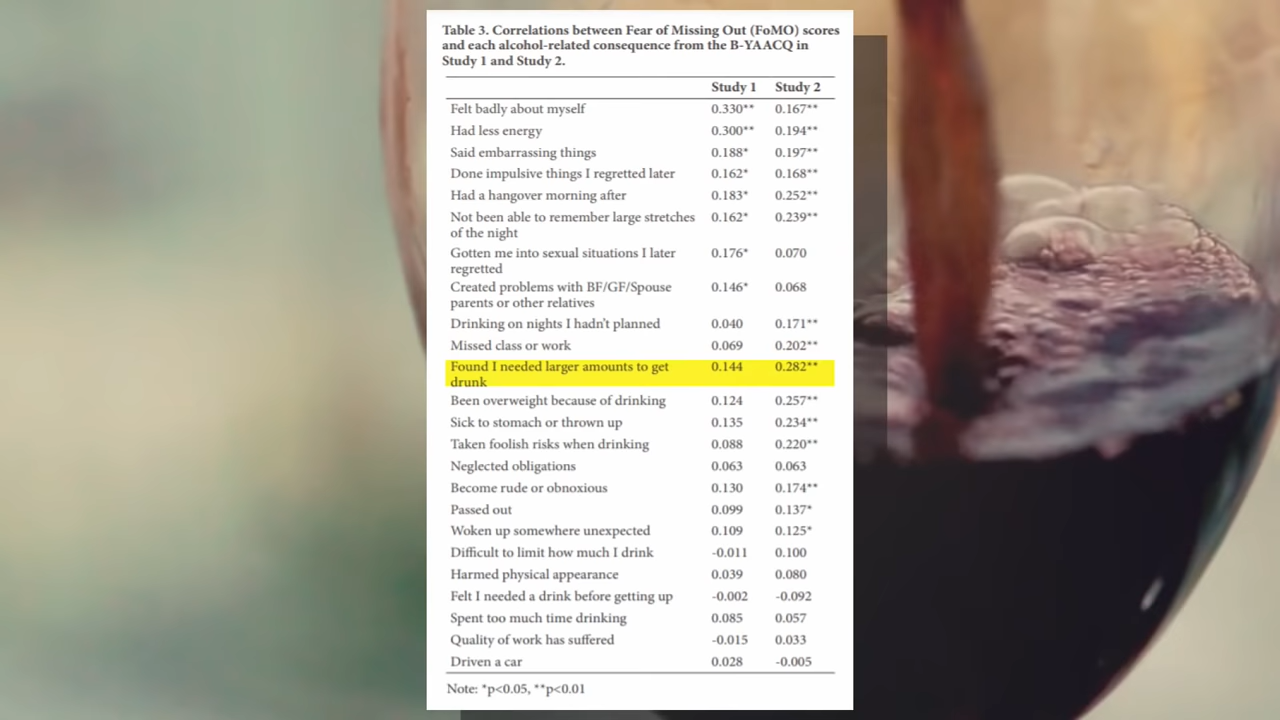 Table 3. Correlations between Fear of Missing Out (FoMO) scores
and each alcohol-related consequence from the B-YAACQ in
Study 1 and Study 2.
Study 1 Study 2
Felt badly about myself 0.330** 0.167**
Had less energy 0.300** 0.194**
Said embarrassing things 0.188* 0.197**
Done impulsive things I regretted later 0.162* 0.168**
Had a hangover morning after 0.183* 0.252**
Not been able to remember large stretches 0.162* 0.239**
of the night
Gotten me into sexual situations I later 0.176* 0.070
regretted
Created problems with BF/GF/Spouse 0.146* 0.068
parents or other relatives
Drinking on nights I hadn't planned 0.040 0.171**
Missed class or work 0.069 0.202**
Found I needed larger amounts to get 0.144 0.282**
drunk
Been overweight because of drinking 0.124 0.257**
Sick to stomach or thrown up 0.135 0.234**
Taken foolish risks when drinking 0.088 0.220**
Neglected obligations 0.063 0.063
Become rude or obnoxious 0.130 0.174**
Passed out 0.099 0.137*
Woken up somewhere unexpected 0.109 0.125*
Difficult to limit how much I drink -0.011 0.100
Harmed physical appearance 0.039 0.080
Felt I needed a drink before getting up -0.002 -0.092
Spent too much time drinking 0.085 0.057
Quality of work has suffered -0.015 0.033
Driven a car 0.028 -0.005
Note: *p<0.05, **p<0.01